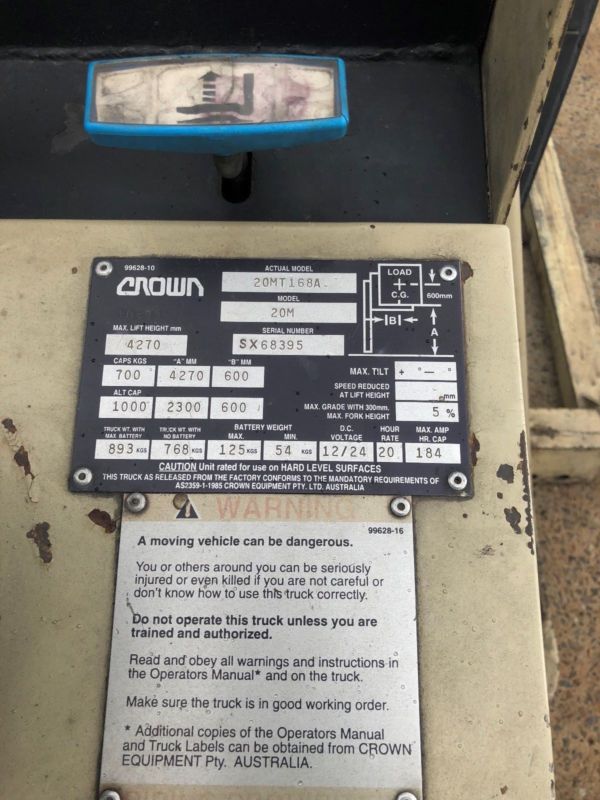 99628-10
CROWN
ACTUAL MODEL
20MT168A
MODEL
20M
MAX. LIFT HEIGHT mm
4270
SERIAL NUMBER
SX68395
LOAD
C.G.
600mm
B
A
CAPS KGS "A" MM "B" MM
700 4270 600
ALT CAP
1000 2300 600
MAX. TILT + ° — °
SPEED REDUCED
AT LIFT HEIGHT mm
MAX. GRADE WITH 300mm.
MAX. FORK HEIGHT 5 %
TRUCK WT. WITH MAX. BATTERY
893 KGS
TRUCK WT. WITH NO BATTERY
768 KGS
BATTERY WEIGHT
MAX. MIN.
125 KGS 54 KGS
D.C. VOLTAGE
12/24
HOUR RATE
20
MAX. AMP HR. CAP
184
CAUTION Unit rated for use on HARD LEVEL SURFACES
THIS TRUCK AS RELEASED FROM THE FACTORY CONFORMS TO THE MANDATORY REQUIREMENTS OF
AS2359-1-1985 CROWN EQUIPMENT PTY. LTD. AUSTRALIA
WARNING
99628-16
A moving vehicle can be dangerous.
You or others around you can be seriously
injured or even killed if you are not careful or
don't know how to use this truck correctly.
Do not operate this truck unless you are
trained and authorized.
Read and obey all warnings and instructions in
the Operators Manual* and on the truck.
Make sure the truck is in good working order.
* Additional copies of the Operators Manual
and Truck Labels can be obtained from CROWN
EQUIPMENT Pty. AUSTRALIA.